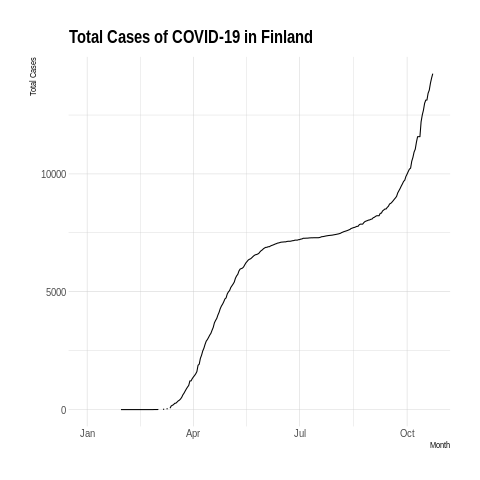 Total Cases of COVID-19 in Finland
Total Cases
10000
5000
0
Jan Apr Jul Oct
Month